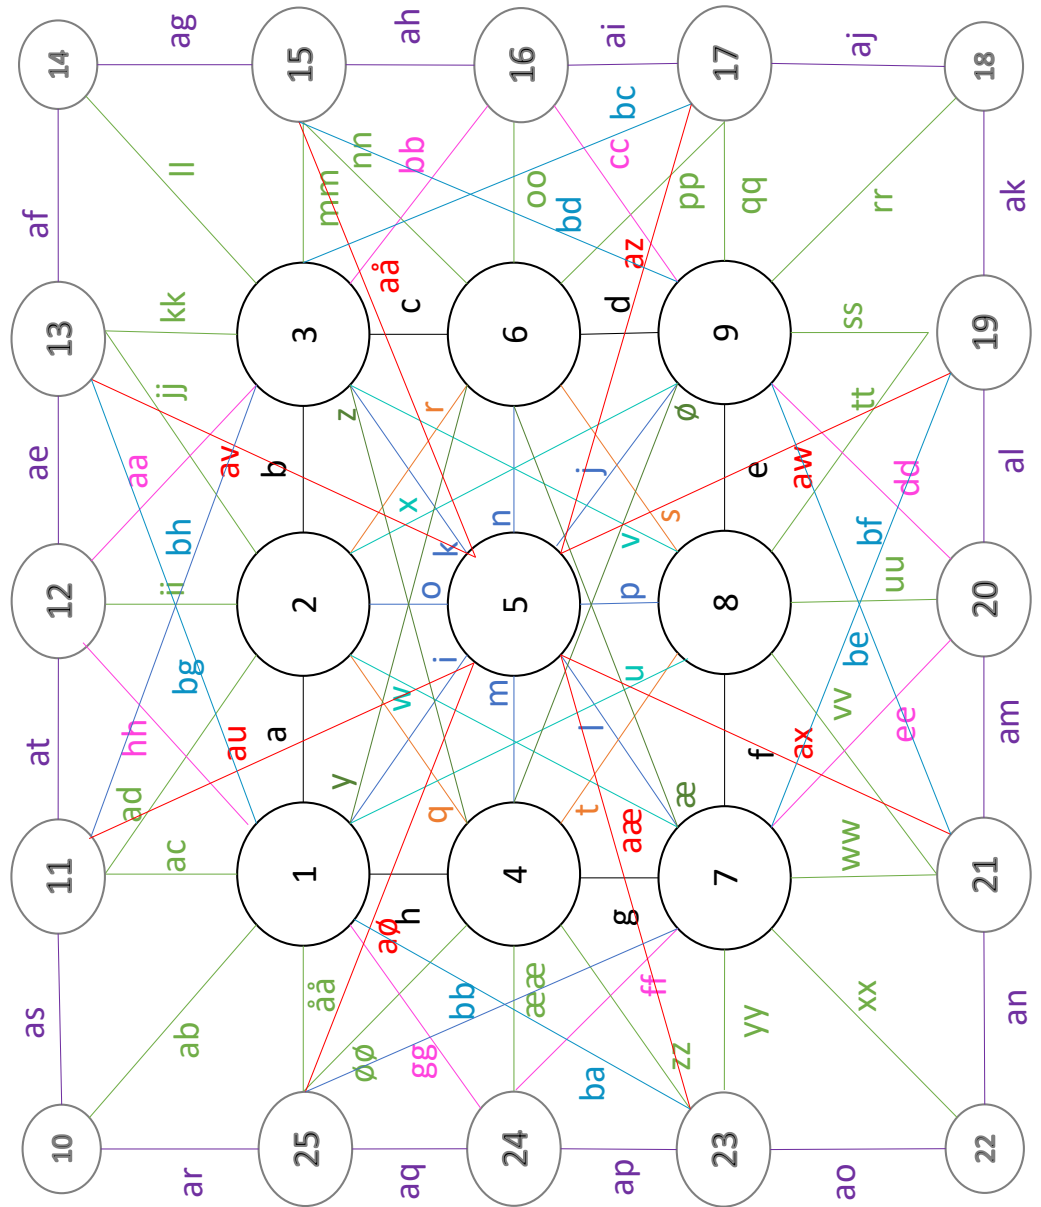 as at ae af
10 11 12 13 14
ad hh aa
ar ab ac bg ii bh jj kk ll ag
au av
a b
25 1 2 3 15
åå mm
y z
øø nn
aø aå
aq h w x c bb ah
gg q i o k r
bb
m n
24 4 5 6 16
ææ oo
bd
ba t l j
ap g u p v d cc bc ai
aæ az
ff s
zz æ ø pp
23 7 8 9 17
yy f e qq
ax aw
ao ww vv be tt ss aj
xx bf rr
ee uu dd
22 21 20 19 18
an am al ak